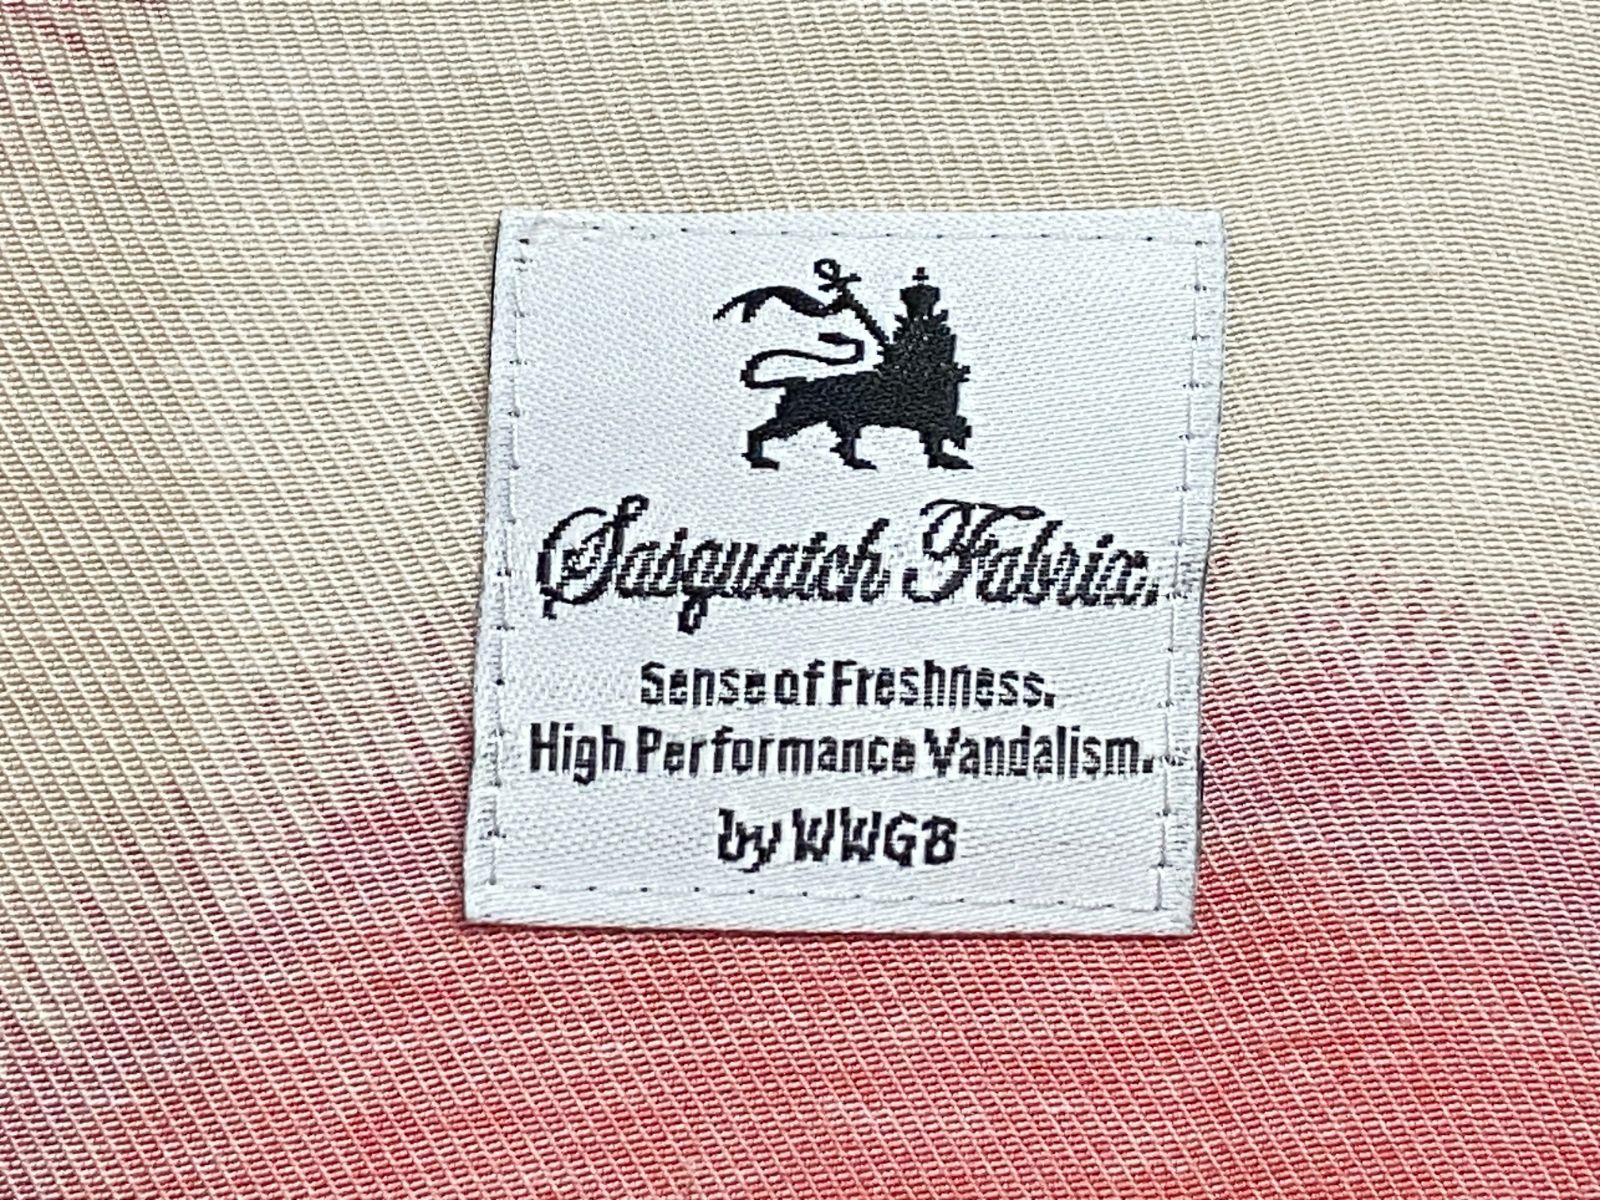 Sasquatch Fabrix.
Sense of Freshness.
High Performance Vandalism.
by WWGB